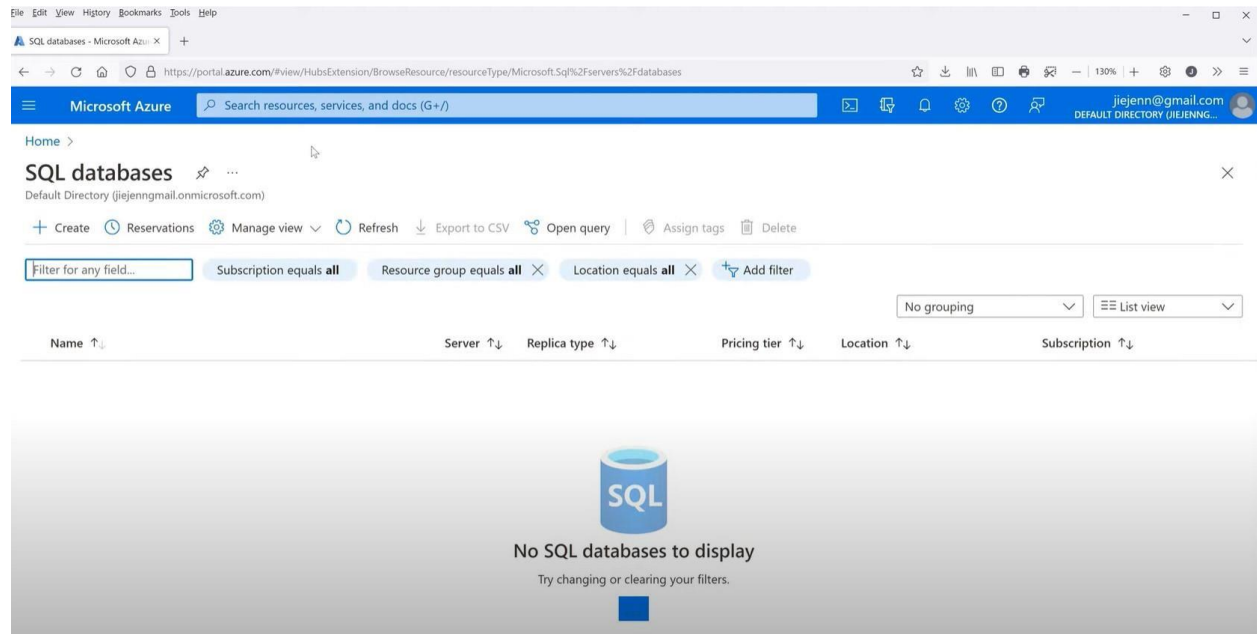 File Edit View History Bookmarks Tools Help
SQL databases - Microsoft Azu
https://portal.azure.com/#view/HubsExtension/BrowseResource/resourceType/Microsoft.Sql%2Fservers%2Fdatabases
130%
Microsoft Azure
Search resources, services, and docs (G+/)
jiejenn@gmail.com
DEFAULT DIRECTORY (JIEJENNG...
Home >
SQL databases
...
Default Directory (jiejenngmail.onmicrosoft.com)
+ Create Reservations Manage view Refresh Export to CSV Open query Assign tags Delete
Filter for any field... Subscription equals all Resource group equals all Location equals all Add filter
No grouping List view
Name Server Replica type Pricing tier Location Subscription
SQL
No SQL databases to display
Try changing or clearing your filters.